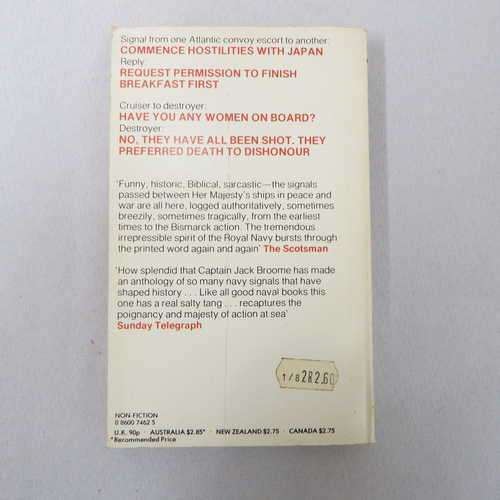 Signal from one Atlantic convoy escort to another:
COMMENCE HOSTILITIES WITH JAPAN
Reply:
REQUEST PERMISSION TO FINISH
BREAKFAST FIRST
Cruiser to destroyer:
HAVE YOU ANY WOMEN ON BOARD?
Destroyer:
NO, THEY HAVE ALL BEEN SHOT. THEY
PREFERRED DEATH TO DISHONOUR
'Funny, historic, Biblical, sarcastic—the signals
passed between Her Majesty's ships in peace and
war are all here, logged authoritatively, sometimes
breezily, sometimes tragically, from the earliest
times to the Bismarck action. The tremendous
irrepressible spirit of the Royal Navy bursts through
the printed word again and again' The Scotsman
'How splendid that Captain Jack Broome has made
an anthology of so many navy signals that have
shaped history . . . Like all good naval books this
one has a real salty tang . . . recaptures the
poignancy and majesty of action at sea'
Sunday Telegraph
1/8 2R2.60
NON-FICTION
0 8600 7462 5
U.K. 90p · AUSTRALIA $2.85* · NEW ZEALAND $2.75 · CANADA $2.75
*Recommended Price